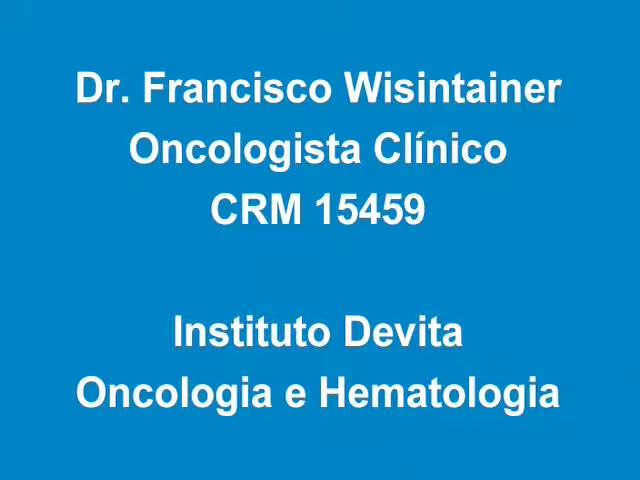 Dr. Francisco Wisintainer
Oncologista Clínico
CRM 15459
Instituto Devita
Oncologia e Hematologia